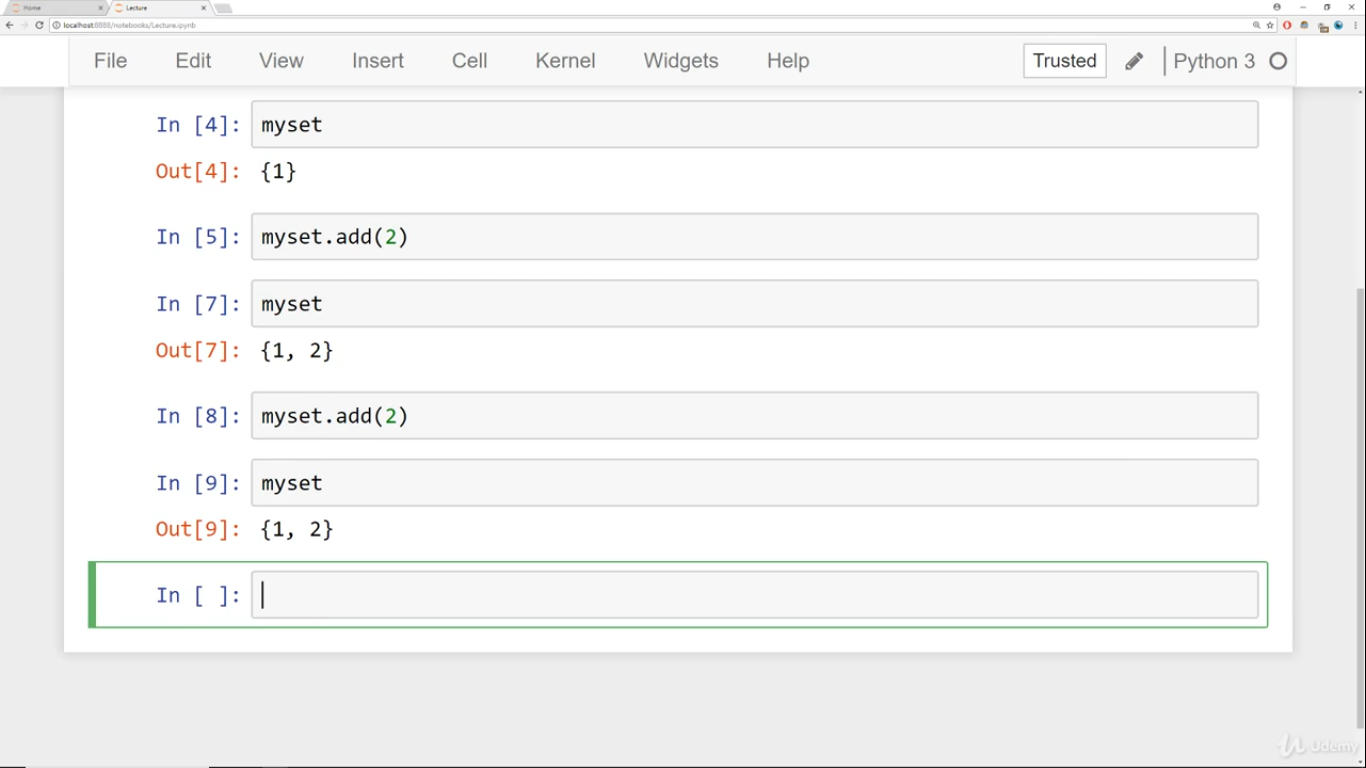 Home
Lecture
localhost:8888/notebooks/Lecture.ipynb
File Edit View Insert Cell Kernel Widgets Help Trusted Python 3
In [4]: myset
Out[4]: {1}
In [5]: myset.add(2)
In [7]: myset
Out[7]: {1, 2}
In [8]: myset.add(2)
In [9]: myset
Out[9]: {1, 2}
In [ ]:
Udemy